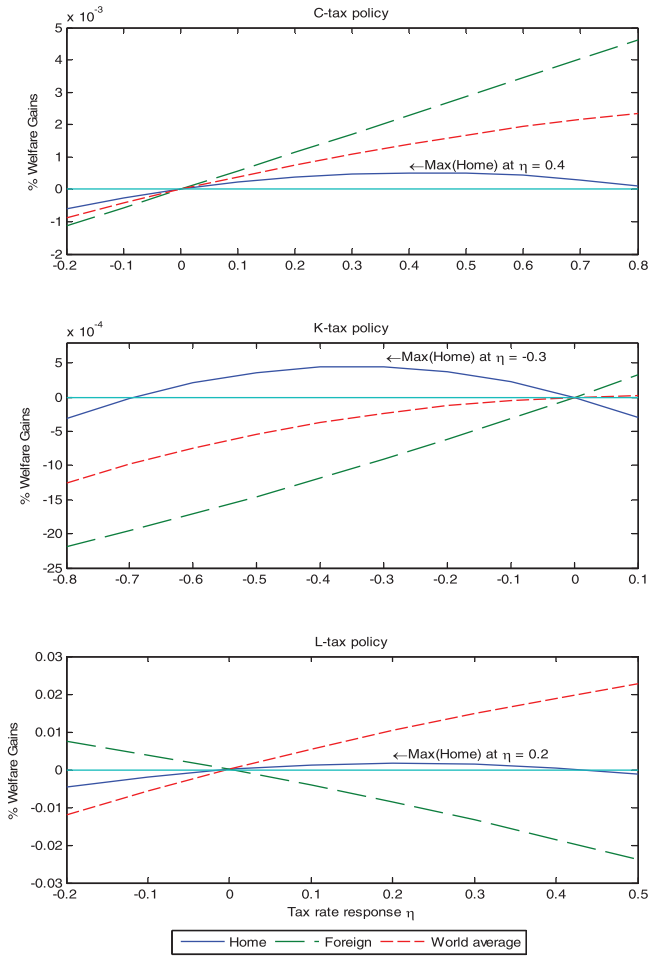 x 10⁻³
C-tax policy
5
4
3
2
1
0
-1
-2
% Welfare Gains
←Max(Home) at η = 0.4
-0.2 -0.1 0 0.1 0.2 0.3 0.4 0.5 0.6 0.7 0.8
x 10⁻⁴
K-tax policy
5
0
-5
-10
-15
-20
-25
% Welfare Gains
←Max(Home) at η = -0.3
-0.8 -0.7 -0.6 -0.5 -0.4 -0.3 -0.2 -0.1 0 0.1
L-tax policy
0.03
0.02
0.01
0
-0.01
-0.02
-0.03
% Welfare Gains
←Max(Home) at η = 0.2
-0.2 -0.1 0 0.1 0.2 0.3 0.4 0.5
Tax rate response η
Home Foreign World average